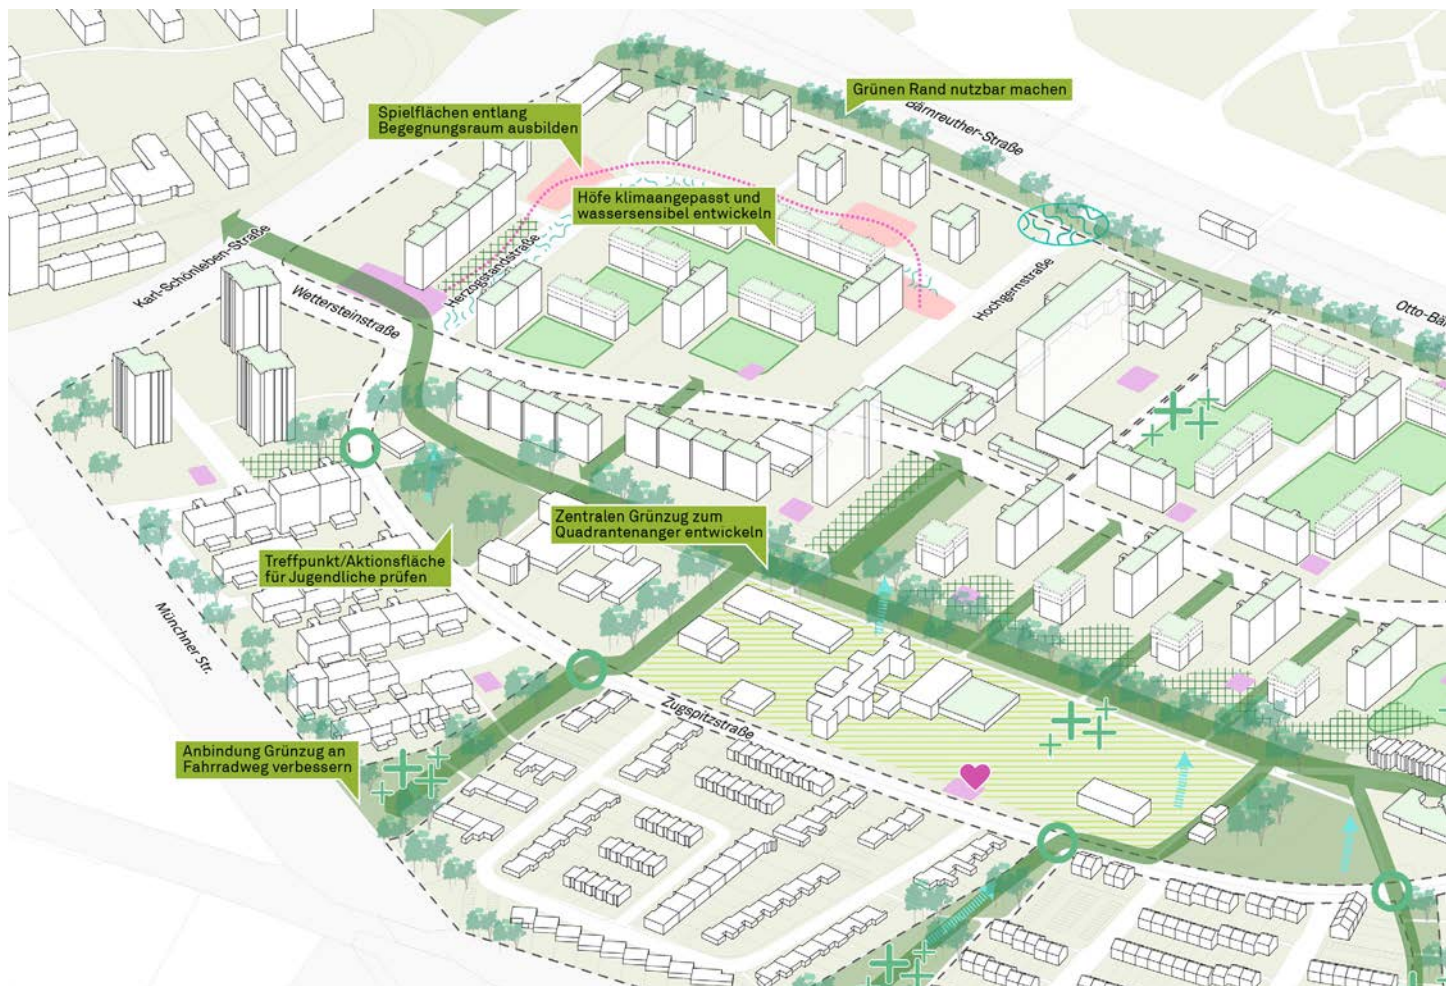 Grünen Rand nutzbar machen
Bärnreuther-Straße
Spielflächen entlang
Begegnungsraum ausbilden
Höfe klimaangepasst und
wassersensibel entwickeln
Karl-Schönleben-Straße
Wettersteinstraße
Herzogstandstraße
Hochgernstraße
Otto-Bä
Zentralen Grünzug zum
Quadrantenanger entwickeln
Treffpunkt/Aktionsfläche
für Jugendliche prüfen
Münchner Str.
Zugspitzstraße
Anbindung Grünzug an
Fahrradweg verbessern